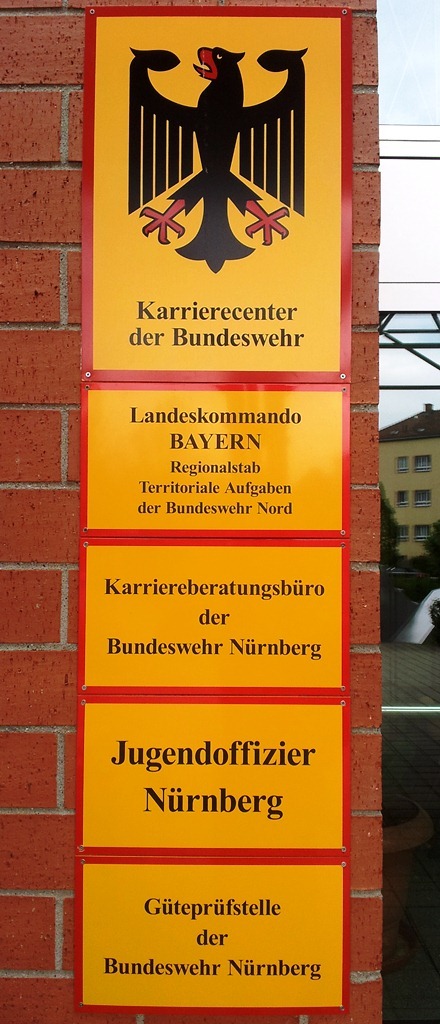 Karrierecenter
der Bundeswehr
Landeskommando
BAYERN
Regionalstab
Territoriale Aufgaben
der Bundeswehr Nord
Karriereberatungsbüro
der
Bundeswehr Nürnberg
Jugendoffizier
Nürnberg
Güteprüfstelle
der
Bundeswehr Nürnberg